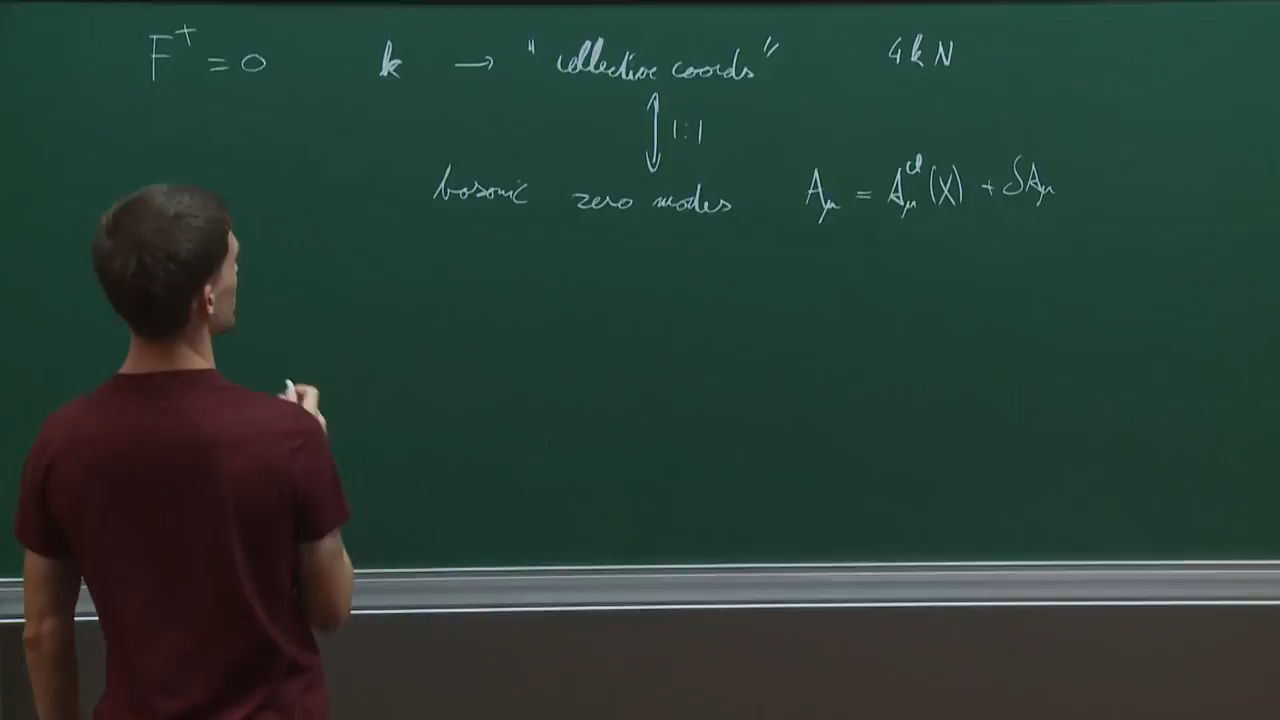 F⁺ = 0 k → "collective coords" 4kN
↕ 1:1
bosonic zero modes A_μ = A_μ^cl (X) + δA_μ